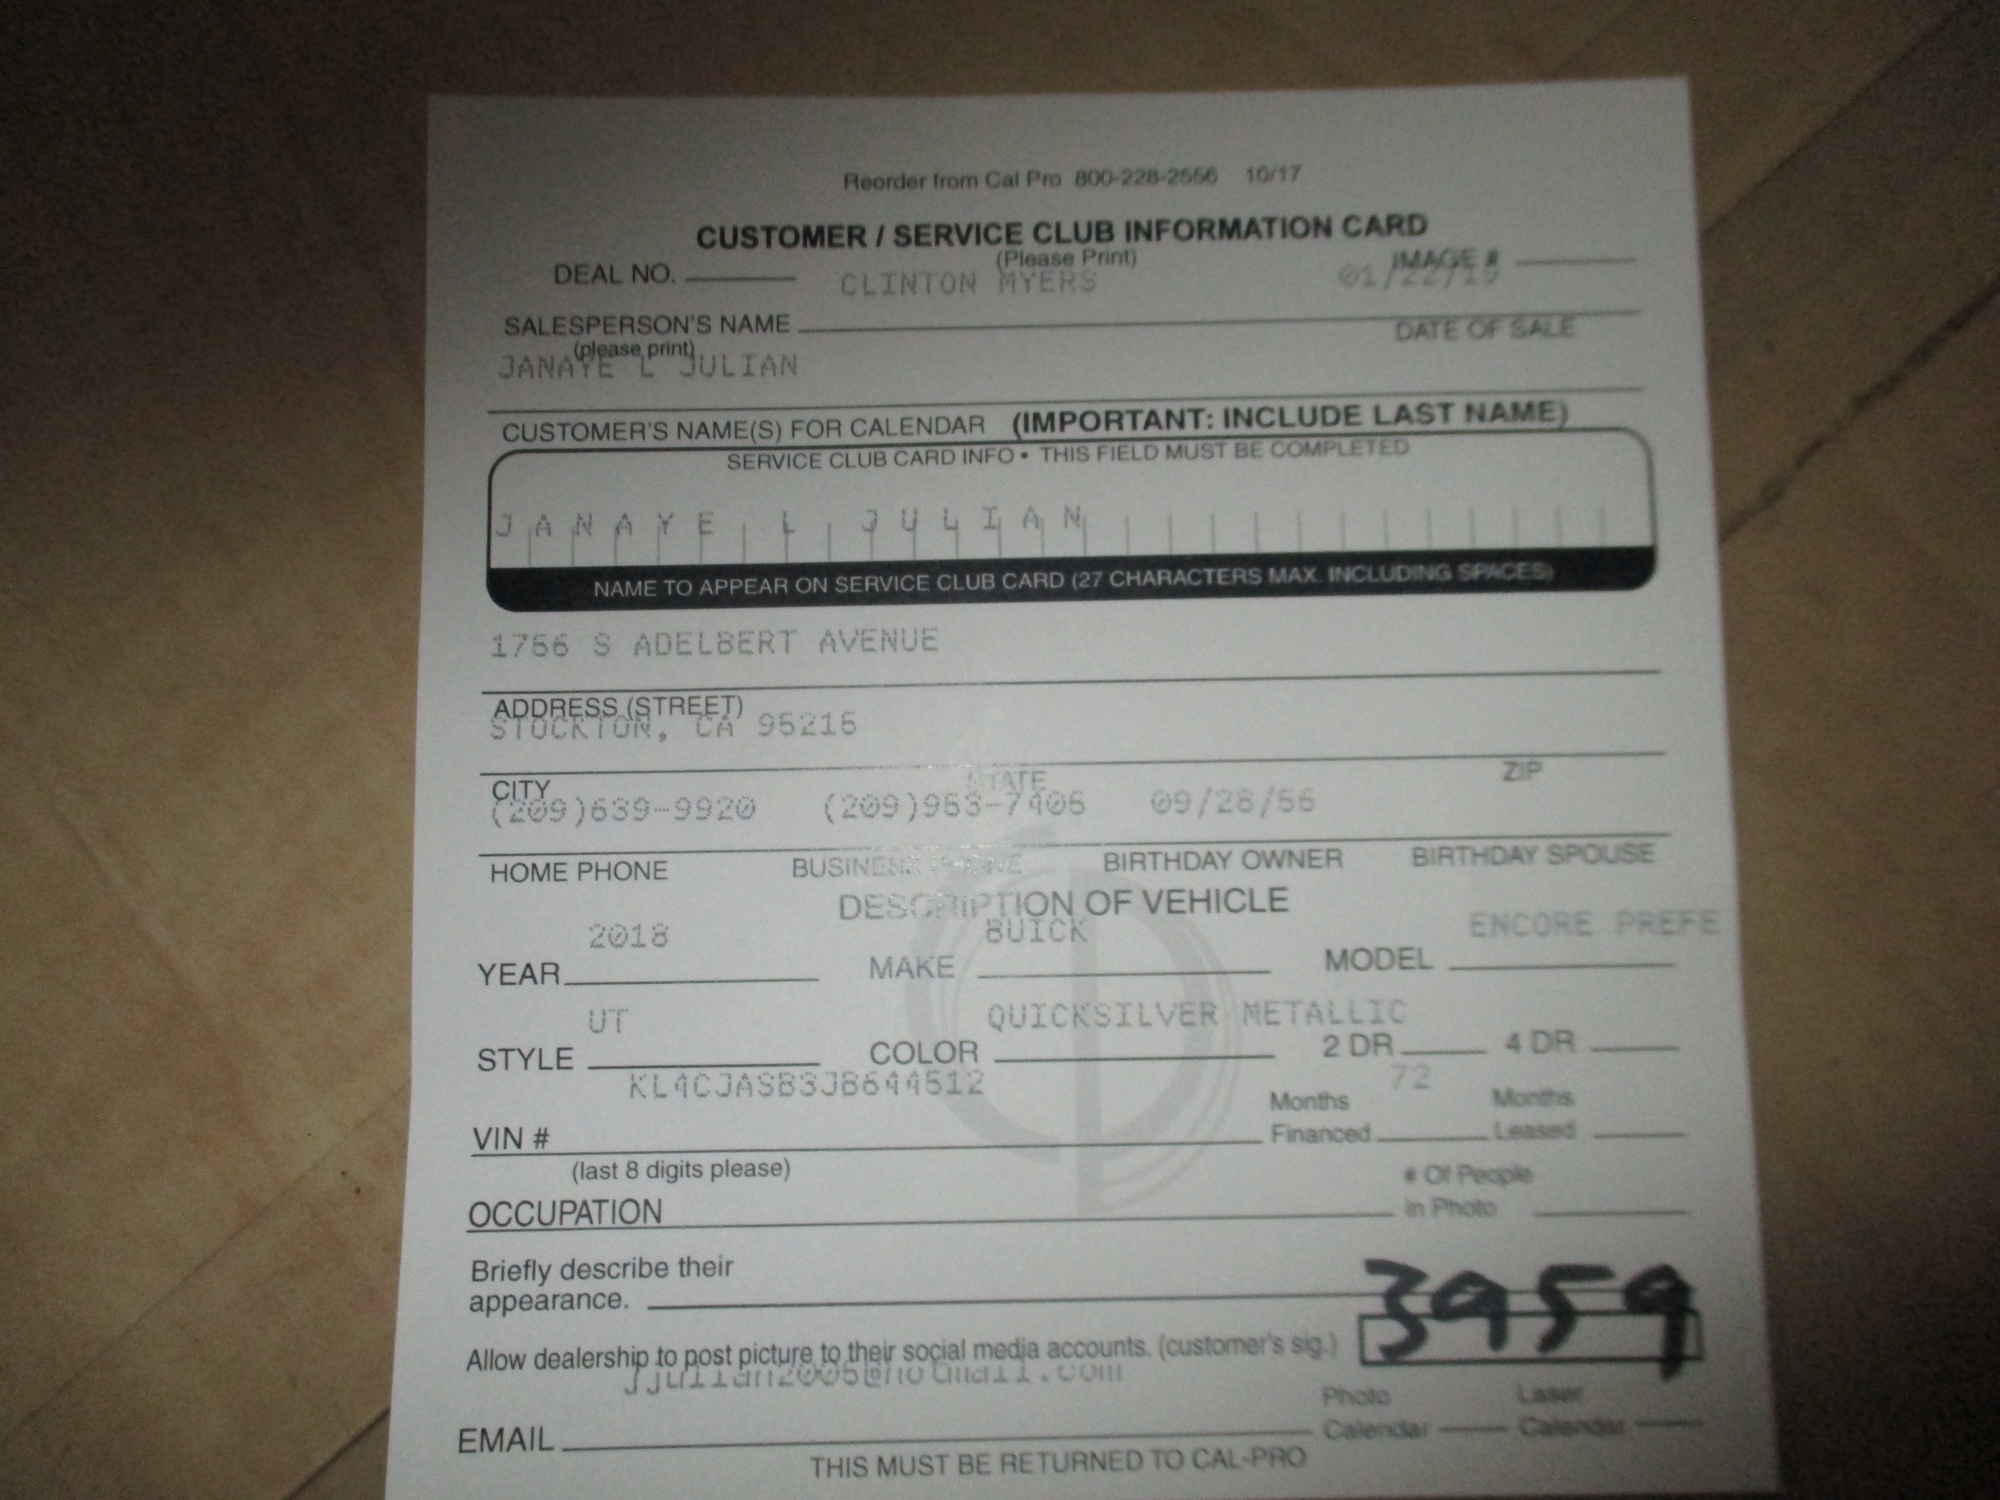 Reorder from Cal Pro 800-228-2556 10/17
CUSTOMER / SERVICE CLUB INFORMATION CARD
(Please Print)
DEAL NO. IMAGE #
CLINTON MYERS
SALESPERSON'S NAME DATE OF SALE
(please print)
JANAYE L JULIAN
CUSTOMER'S NAME(S) FOR CALENDAR (IMPORTANT: INCLUDE LAST NAME)
SERVICE CLUB CARD INFO • THIS FIELD MUST BE COMPLETED
JANAYE L JULIAN
NAME TO APPEAR ON SERVICE CLUB CARD (27 CHARACTERS MAX. INCLUDING SPACES)
S ADELBERT AVENUE
ADDRESS (STREET)
STOCKTON, CA
CITY STATE ZIP
(209)639-9920
HOME PHONE BUSINESS PHONE BIRTHDAY OWNER BIRTHDAY SPOUSE
DESCRIPTION OF VEHICLE
2018 BUICK ENCORE PREFE
YEAR MAKE MODEL
UT QUICKSILVER METALLIC
STYLE COLOR 2 DR 4 DR
KL4CJASB3JB644512 72
VIN # Months Financed Months Leased
(last 8 digits please)
OCCUPATION # Of People in Photo
Briefly describe their
appearance.
3959
Allow dealership to post picture to their social media accounts. (customer's sig.)
jjulian2005@hotmail.com
EMAIL Photo Calendar Laser Calendar
THIS MUST BE RETURNED TO CAL-PRO